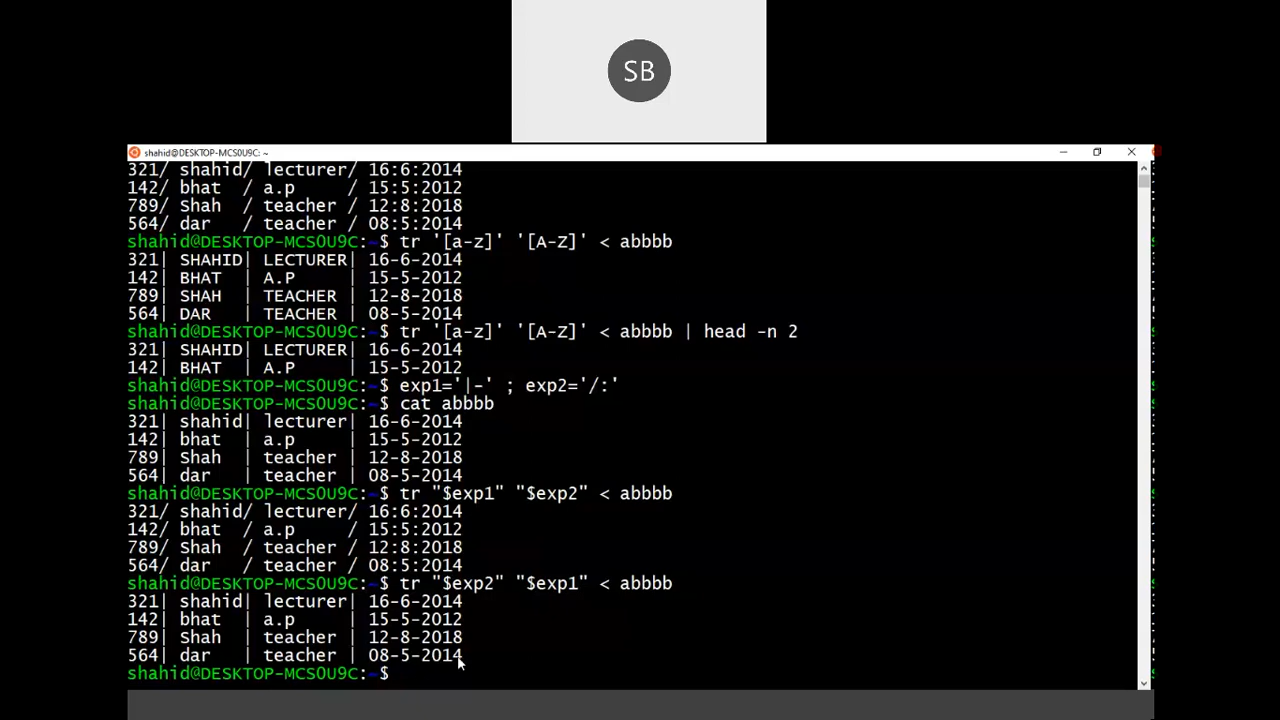 SB
shahid@DESKTOP-MCS0U9C: ~
321/ shahid/ lecturer/ 16:6:2014
142/ bhat  / a.p     / 15:5:2012
789/ Shah  / teacher / 12:8:2018
564/ dar   / teacher / 08:5:2014
shahid@DESKTOP-MCS0U9C:~$ tr '[a-z]' '[A-Z]' < abbbb
321| SHAHID| LECTURER| 16-6-2014
142| BHAT  | A.P     | 15-5-2012
789| SHAH  | TEACHER | 12-8-2018
564| DAR   | TEACHER | 08-5-2014
shahid@DESKTOP-MCS0U9C:~$ tr '[a-z]' '[A-Z]' < abbbb | head -n 2
321| SHAHID| LECTURER| 16-6-2014
142| BHAT  | A.P     | 15-5-2012
shahid@DESKTOP-MCS0U9C:~$ exp1='|-' ; exp2='/:'
shahid@DESKTOP-MCS0U9C:~$ cat abbbb
321| shahid| lecturer| 16-6-2014
142| bhat  | a.p     | 15-5-2012
789| Shah  | teacher | 12-8-2018
564| dar   | teacher | 08-5-2014
shahid@DESKTOP-MCS0U9C:~$ tr "$exp1" "$exp2" < abbbb
321/ shahid/ lecturer/ 16:6:2014
142/ bhat  / a.p     / 15:5:2012
789/ Shah  / teacher / 12:8:2018
564/ dar   / teacher / 08:5:2014
shahid@DESKTOP-MCS0U9C:~$ tr "$exp2" "$exp1" < abbbb
321| shahid| lecturer| 16-6-2014
142| bhat  | a.p     | 15-5-2012
789| Shah  | teacher | 12-8-2018
564| dar   | teacher | 08-5-2014
shahid@DESKTOP-MCS0U9C:~$